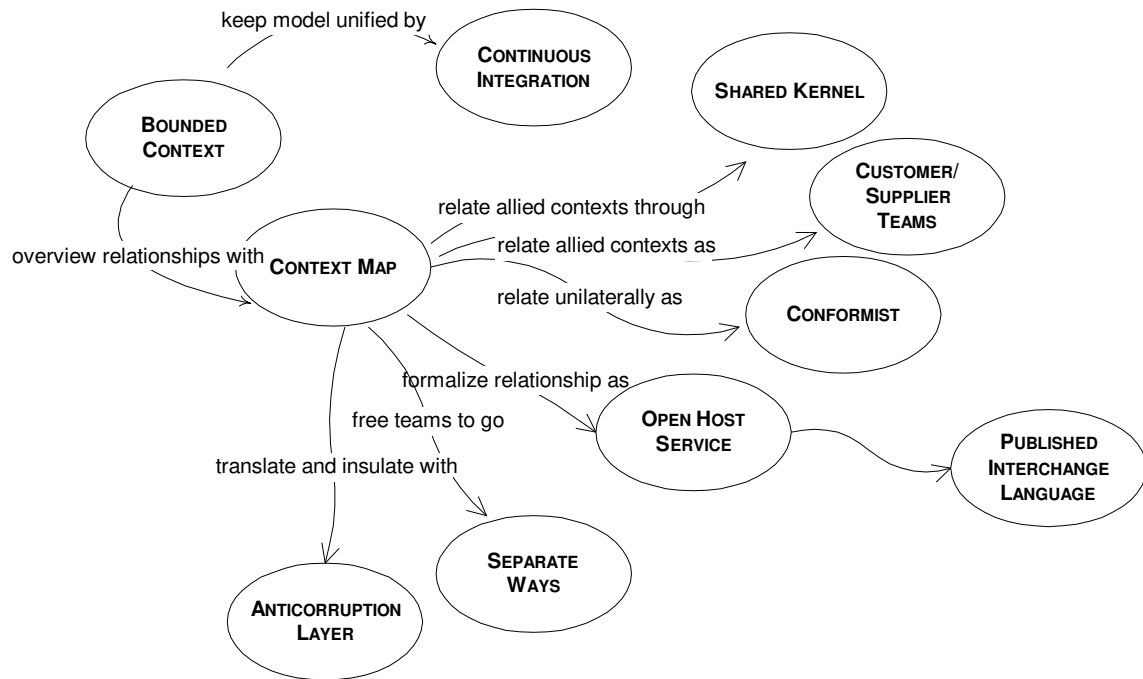 keep model unified by
CONTINUOUS
INTEGRATION
SHARED KERNEL
BOUNDED
CONTEXT
CUSTOMER/
SUPPLIER
TEAMS
relate allied contexts through
relate allied contexts as
overview relationships with
CONTEXT MAP
relate unilaterally as
CONFORMIST
formalize relationship as
free teams to go
OPEN HOST
SERVICE
PUBLISHED
INTERCHANGE
LANGUAGE
translate and insulate with
SEPARATE
WAYS
ANTICORRUPTION
LAYER